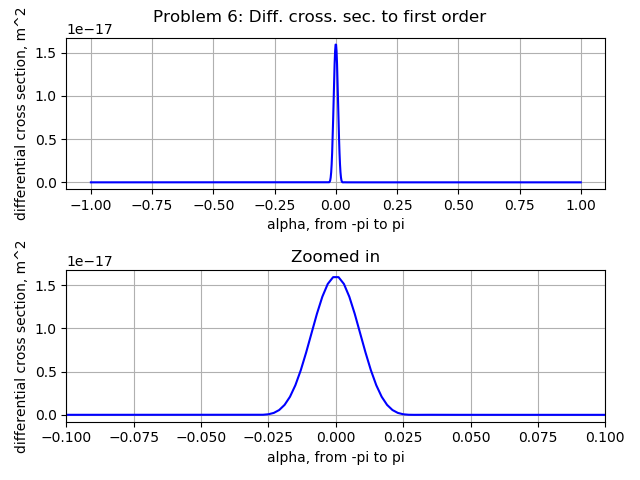 Problem 6: Diff. cross. sec. to first order
1e−17
differential cross section, m^2
1.5
1.0
0.5
0.0
−1.00 −0.75 −0.50 −0.25 0.00 0.25 0.50 0.75 1.00
alpha, from -pi to pi
Zoomed in
1e−17
differential cross section, m^2
1.5
1.0
0.5
0.0
−0.100 −0.075 −0.050 −0.025 0.000 0.025 0.050 0.075 0.100
alpha, from -pi to pi